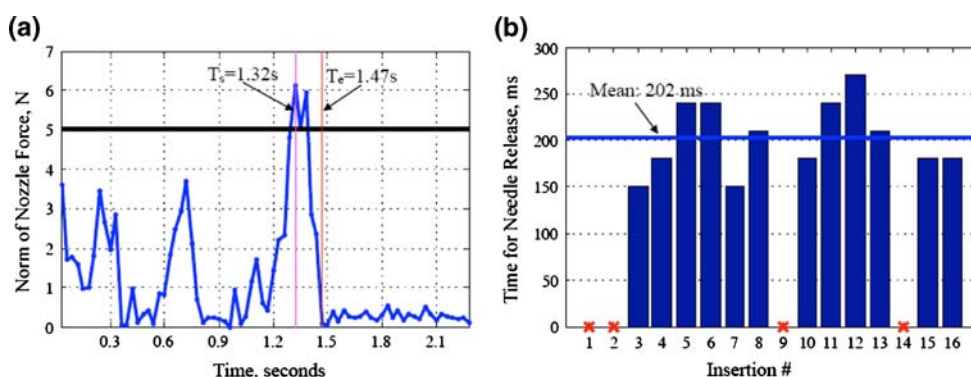 (a)
7
6
5
4
3
2
1
0
Norm of Nozzle Force, N
Ts=1.32s
Te=1.47s
0.3 0.6 0.9 1.2 1.5 1.8 2.1
Time, seconds
(b)
300
250
200
150
100
50
0
Time for Needle Release, ms
Mean: 202 ms
1 2 3 4 5 6 7 8 9 10 11 12 13 14 15 16
Insertion #